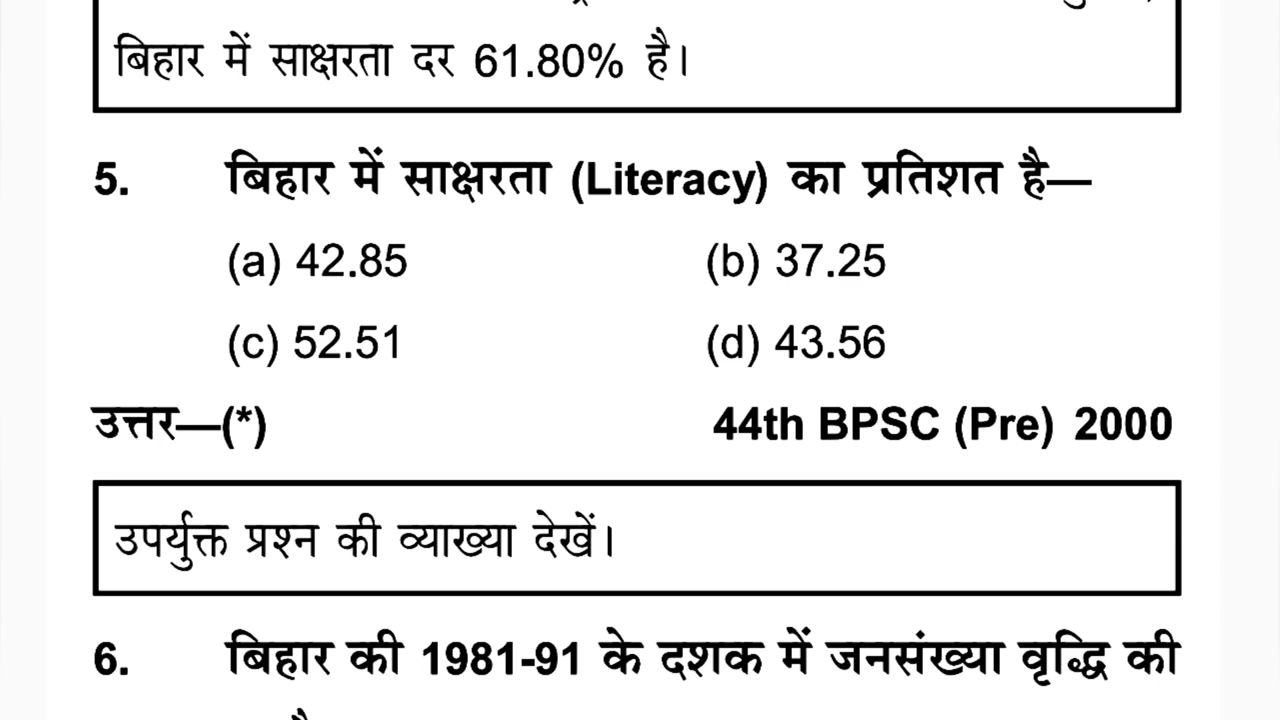 बिहार में साक्षरता दर 61.80% है।
5. बिहार में साक्षरता (Literacy) का प्रतिशत है—
(a) 42.85 (b) 37.25
(c) 52.51 (d) 43.56
उत्तर—(*) 44th BPSC (Pre) 2000
उपर्युक्त प्रश्न की व्याख्या देखें।
6. बिहार की 1981-91 के दशक में जनसंख्या वृद्धि की